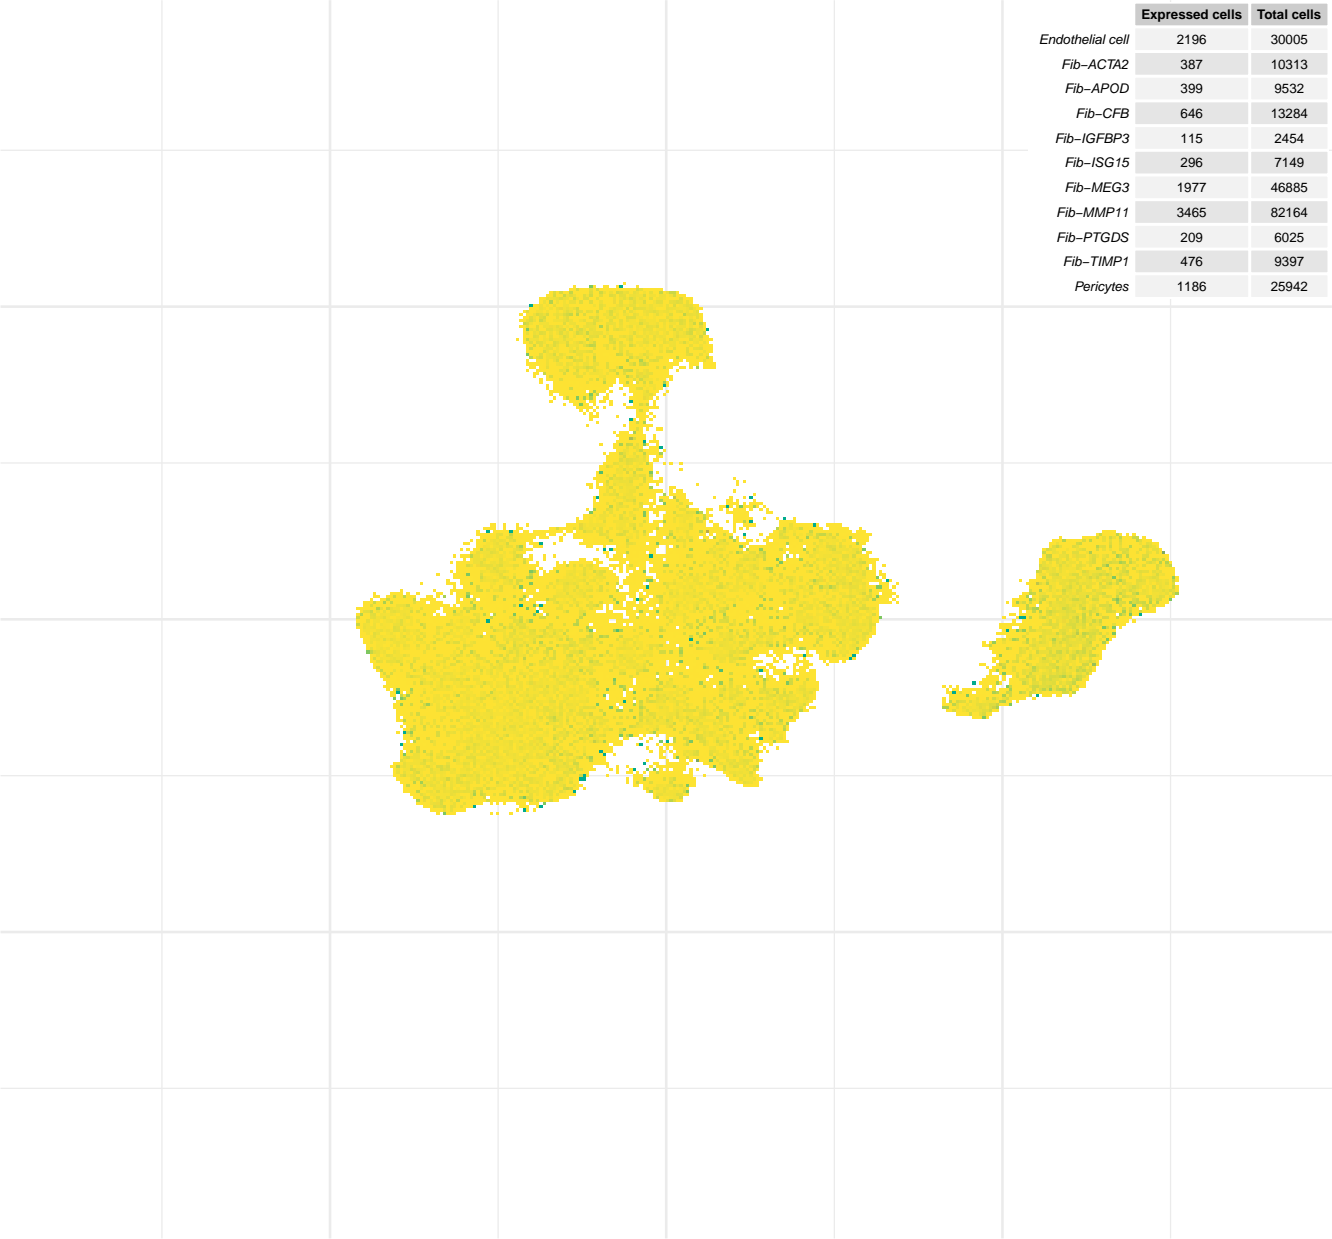 Expressed cells Total cells
Endothelial cell 2196 30005
Fib−ACTA2 387 10313
Fib−APOD 399 9532
Fib−CFB 646 13284
Fib−IGFBP3 115 2454
Fib−ISG15 296 7149
Fib−MEG3 1977 46885
Fib−MMP11 3465 82164
Fib−PTGDS 209 6025
Fib−TIMP1 476 9397
Pericytes 1186 25942